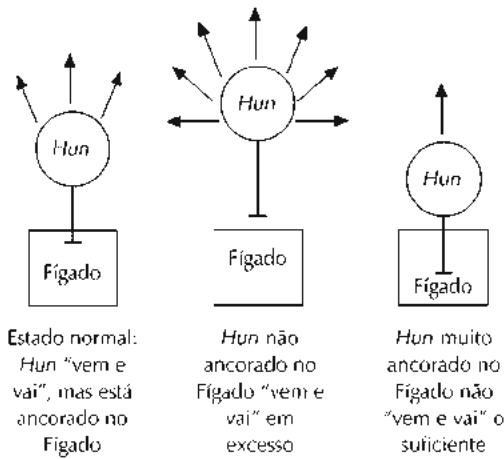 Hun
Fígado
Estado normal:
Hun "vem e
vai", mas está
ancorado no
Fígado
Hun
Fígado
Hun não
ancorado no
Fígado "vem e
vai" em
excesso
Hun
Fígado
Hun muito
ancorado no
Fígado não
"vem e vai" o
suficiente